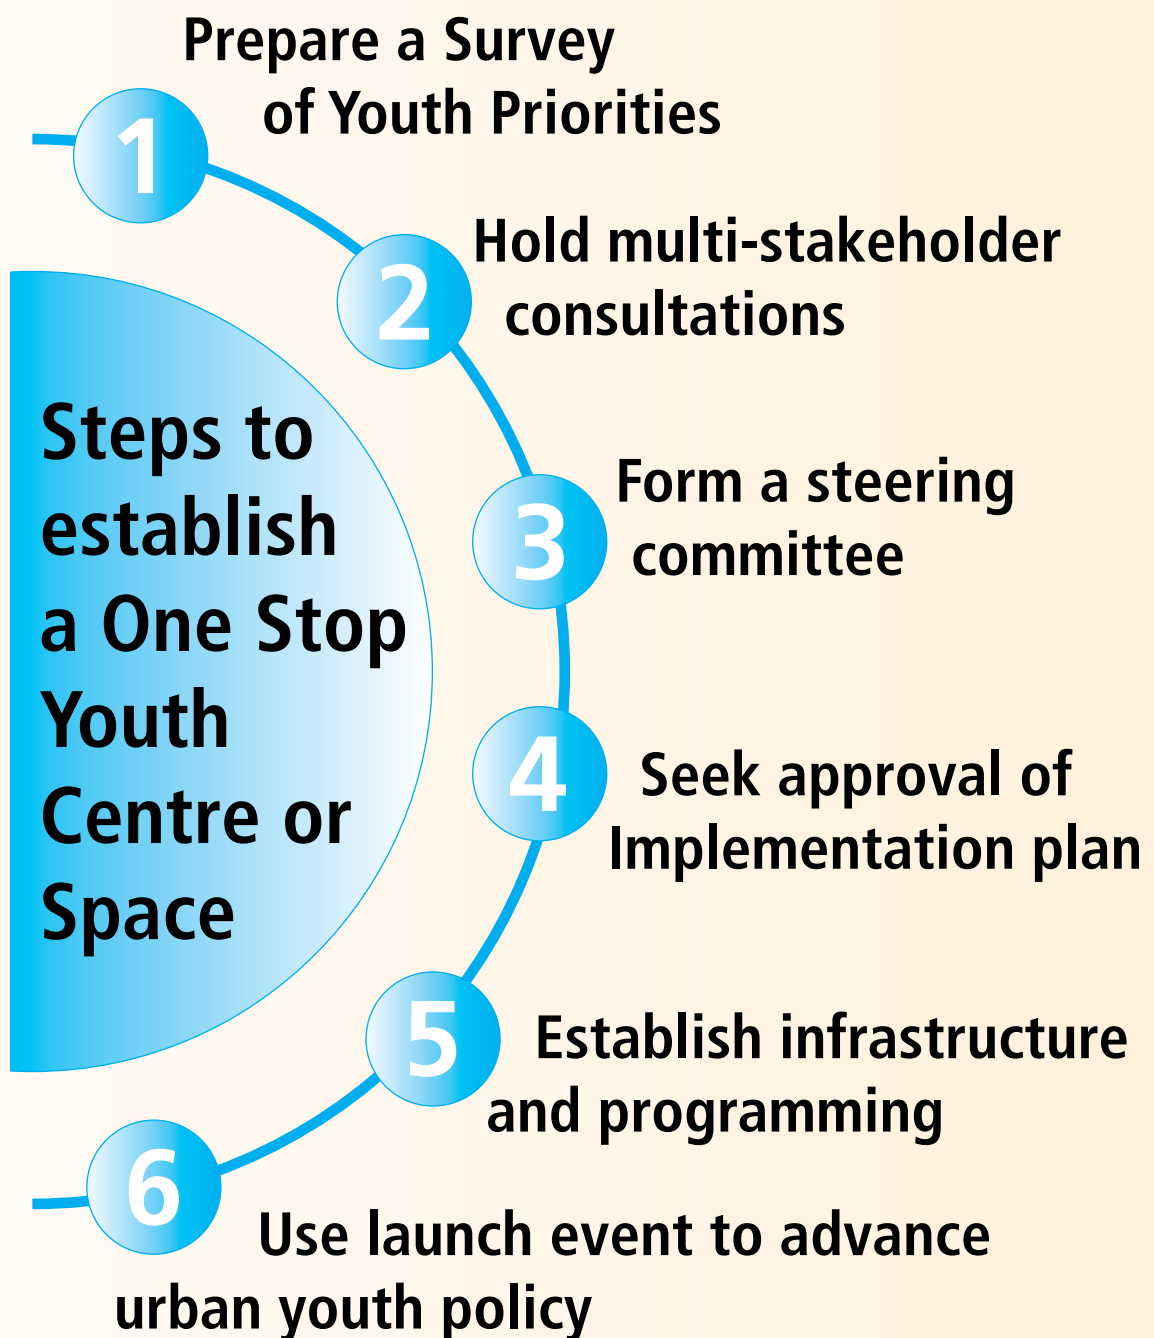 Prepare a Survey
of Youth Priorities
1
Hold multi-stakeholder
consultations
2
Form a steering
committee
3
Steps to
establish
a One Stop
Youth
Centre or
Space
Seek approval of
Implementation plan
4
Establish infrastructure
and programming
5
Use launch event to advance
urban youth policy
6